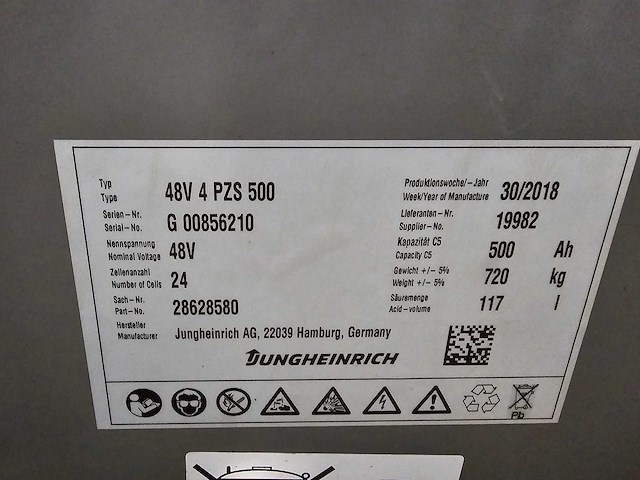 Typ
Type
48V 4 PZS 500
Produktionswoche/-Jahr
Week/Year of Manufacture
30/2018
Serien-Nr.
Serial-No.
G 00856210
Lieferanten-Nr.
Supplier-No.
19982
Nennspannung
Nominal Voltage
48V
Kapazität C5
Capacity C5
500 Ah
Zellenanzahl
Number of Cells
24
Gewicht +/- 5%
Weight +/- 5%
720 kg
Sach-Nr.
Part-No.
28628580
Säuremenge
Acid-volume
117 l
Hersteller
Manufacturer
Jungheinrich AG, 22039 Hamburg, Germany
JUNGHEINRICH
Pb